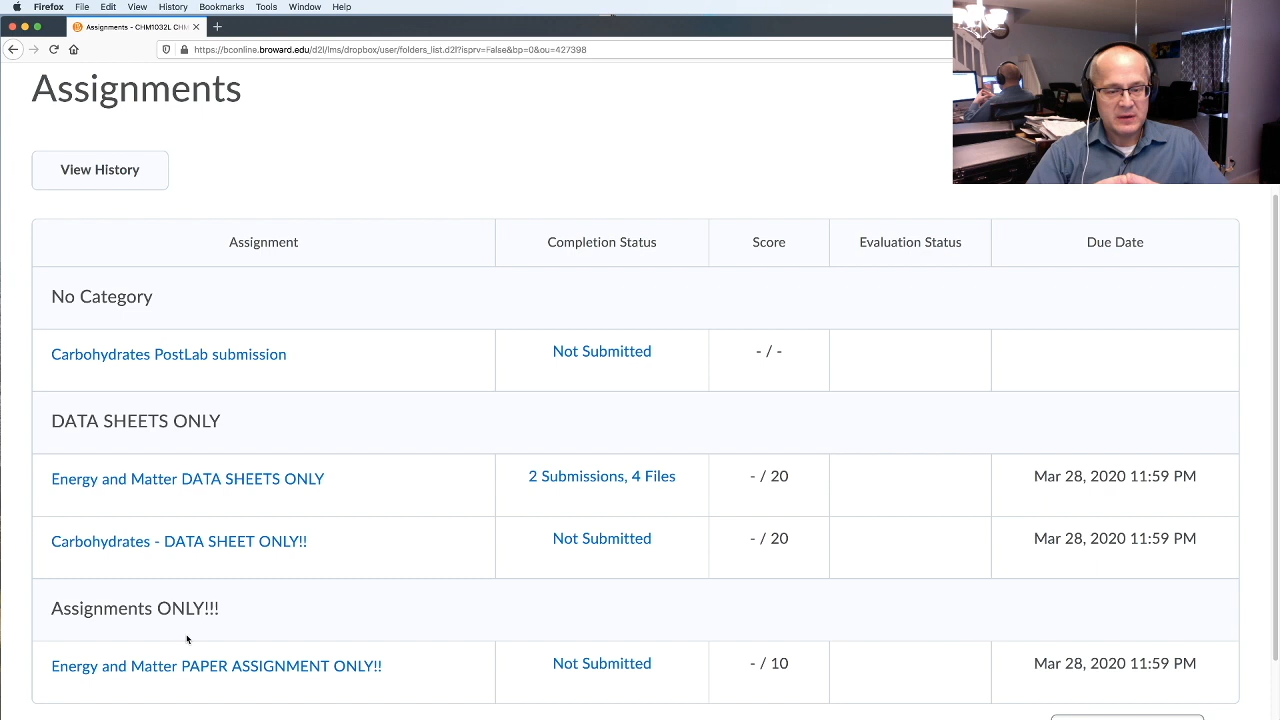 Firefox File Edit View History Bookmarks Tools Window Help
Assignments - CHM1032L CHM
https://bconline.broward.edu/d2l/lms/dropbox/user/folders_list.d2l?isprv=False&bp=0&ou=427398
Assignments
View History
Assignment Completion Status Score Evaluation Status Due Date
No Category
Carbohydrates PostLab submission Not Submitted - / -
DATA SHEETS ONLY
Energy and Matter DATA SHEETS ONLY 2 Submissions, 4 Files - / 20 Mar 28, 2020 11:59 PM
Carbohydrates - DATA SHEET ONLY!! Not Submitted - / 20 Mar 28, 2020 11:59 PM
Assignments ONLY!!!
Energy and Matter PAPER ASSIGNMENT ONLY!! Not Submitted - / 10 Mar 28, 2020 11:59 PM